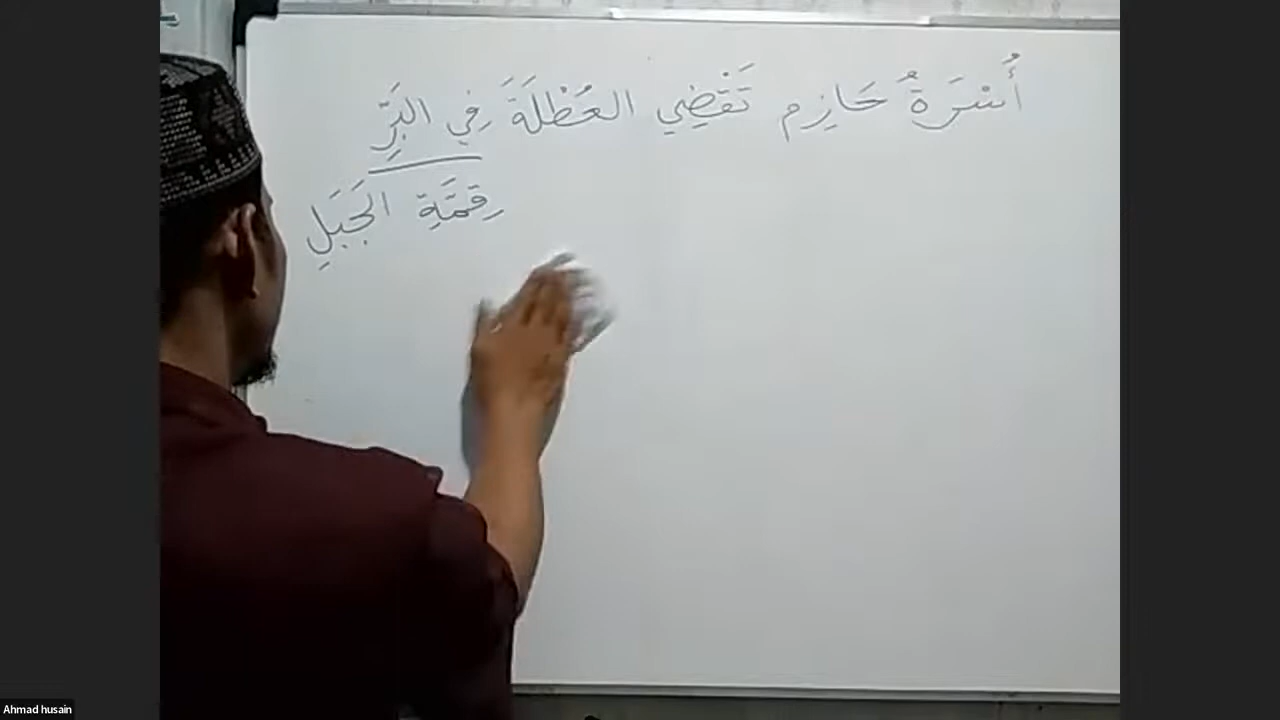 أُسْرَةُ حَازِم تَقْضِي العُطْلَةَ فِي البَرِّ
قِمَّةِ الجَبَلِ
Ahmad husain